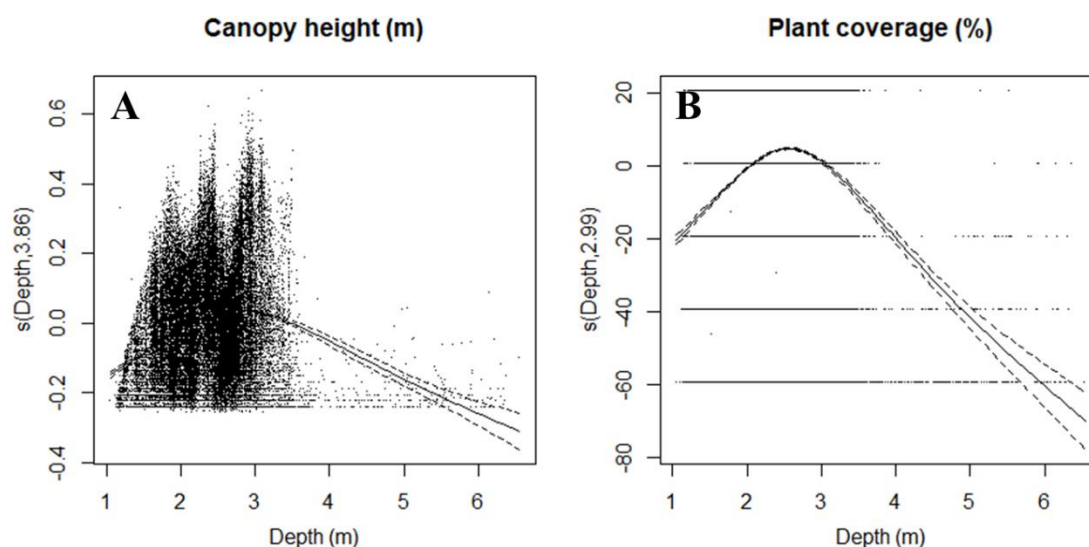 Canopy height (m)
A
s(Depth,3.86)
0.6
0.4
0.2
0.0
-0.2
-0.4
1 2 3 4 5 6
Depth (m)
Plant coverage (%)
B
s(Depth,2.99)
20
0
-20
-40
-60
-80
1 2 3 4 5 6
Depth (m)